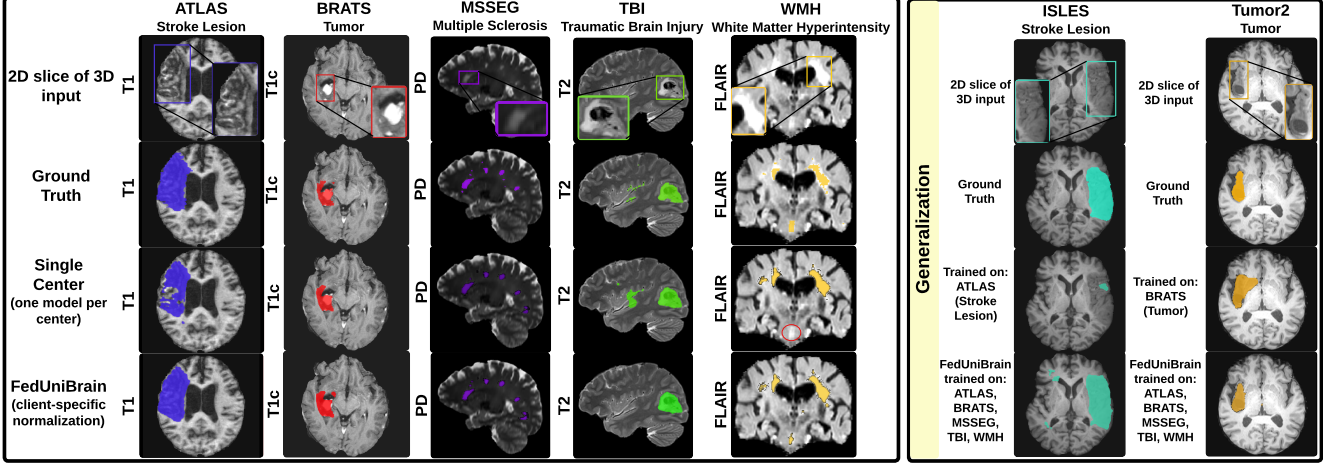 ATLAS
Stroke Lesion
BRATS
Tumor
MSSEG
Multiple Sclerosis
TBI
Traumatic Brain Injury
WMH
White Matter Hyperintensity
2D slice of 3D
input
T1
T1c
PD
T2
FLAIR
Ground
Truth
T1
T1c
PD
T2
FLAIR
Single
Center
(one model per
center)
T1
T1c
PD
T2
FLAIR
FedUniBrain
(client-specific
normalization)
T1
T1c
PD
T2
FLAIR
Generalization
ISLES
Stroke Lesion
Tumor2
Tumor
2D slice of
3D input
2D slice of
3D input
Ground
Truth
Ground
Truth
Trained on:
ATLAS
(Stroke
Lesion)
Trained on:
BRATS
(Tumor)
FedUniBrain
trained on:
ATLAS,
BRATS,
MSSEG,
TBI, WMH
FedUniBrain
trained on:
ATLAS,
BRATS,
MSSEG,
TBI, WMH